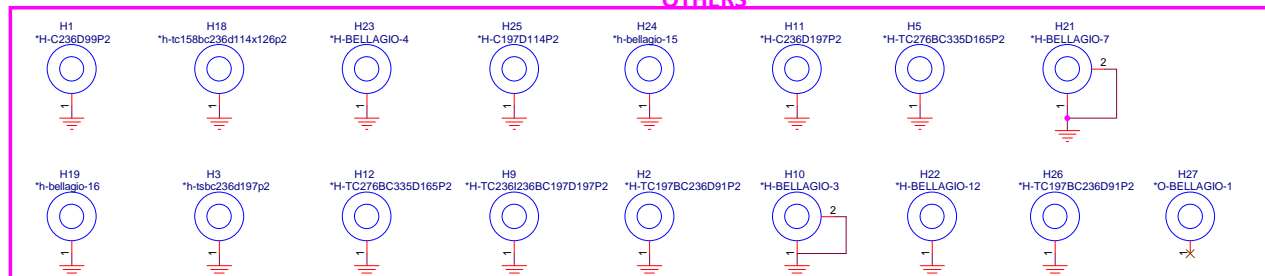 OTHERS
H1 H18 H23 H25 H24 H11 H5 H21
*H-C236D99P2 *h-tc158bc236d114x126p2 *H-BELLAGIO-4 *H-C197D114P2 *h-bellagio-15 *H-C236D197P2 *H-TC276BC335D165P2 *H-BELLAGIO-7
2
1 1 1 1 1 1 1 1
H19 H3 H12 H9 H2 H10 H22 H26 H27
*h-bellagio-16 *h-tsbc236d197p2 *H-TC276BC335D165P2 *H-TC236I236BC197D197P2 *H-TC197BC236D91P2 *H-BELLAGIO-3 *H-BELLAGIO-12 *H-TC197BC236D91P2 *O-BELLAGIO-1
2
1 1 1 1 1 1 1 1 1